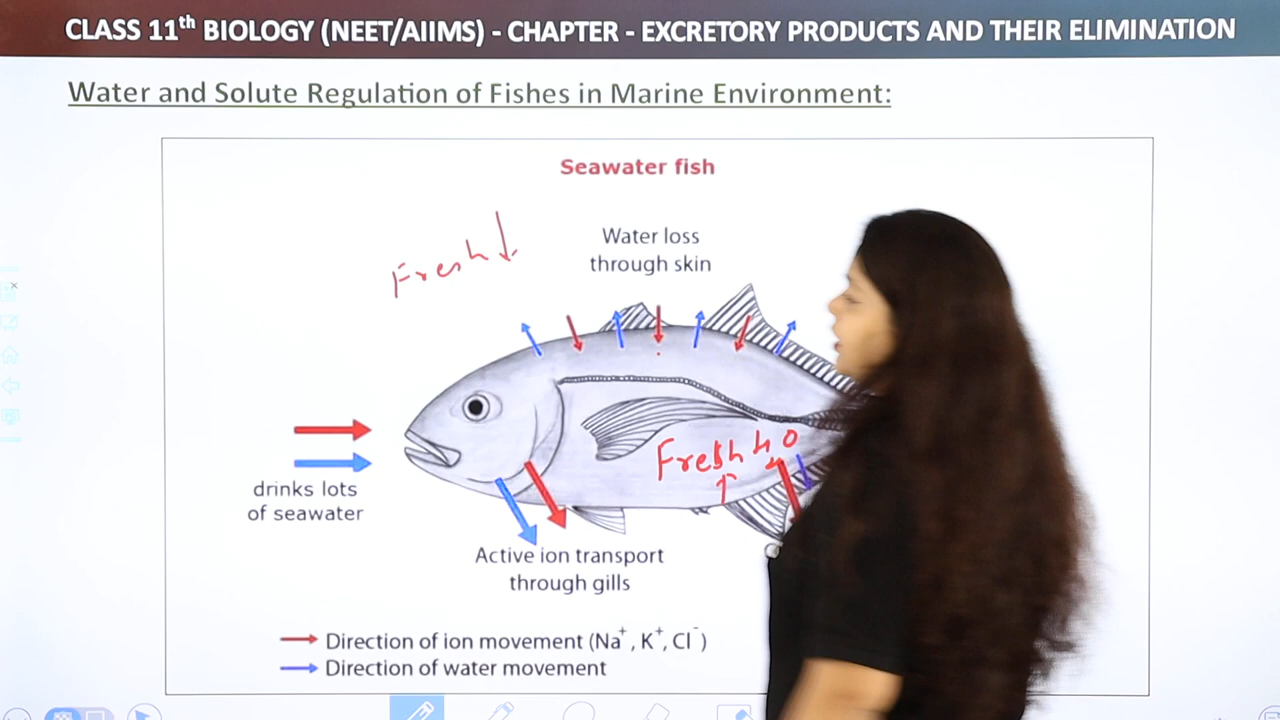 CLASS 11th BIOLOGY (NEET/AIIMS) - CHAPTER - EXCRETORY PRODUCTS AND THEIR ELIMINATION
Water and Solute Regulation of Fishes in Marine Environment:
Seawater fish
Fresh ↓
Water loss
through skin
Fresh H2O
↑
drinks lots
of seawater
Active ion transport
through gills
Direction of ion movement (Na⁺, K⁺, Cl⁻)
Direction of water movement